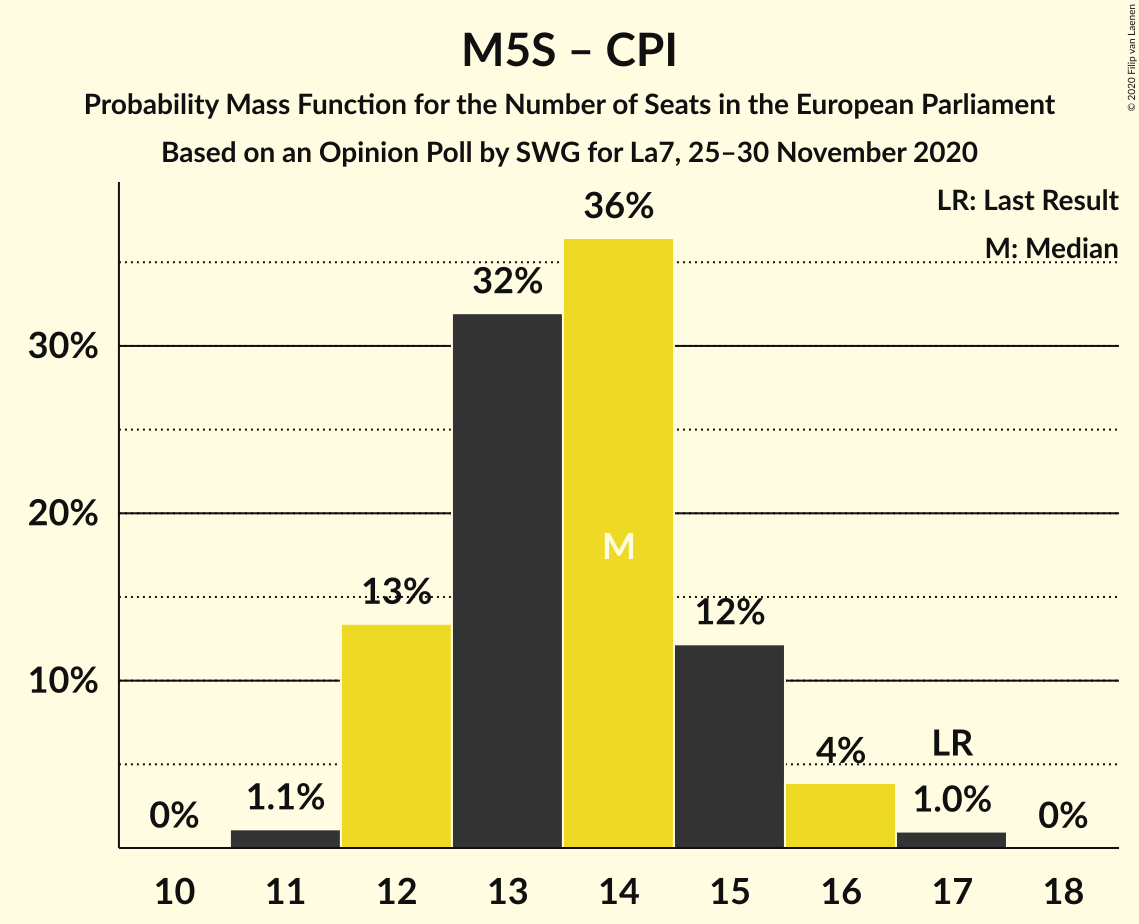 M5S – CPI
Probability Mass Function for the Number of Seats in the European Parliament
Based on an Opinion Poll by SWG for La7, 25–30 November 2020
© 2020 Filip van Laenen
LR: Last Result
M: Median
30%
20%
10%
0%
1.1%
13%
32%
36%
M
12%
4%
LR
1.0%
0%
10 11 12 13 14 15 16 17 18